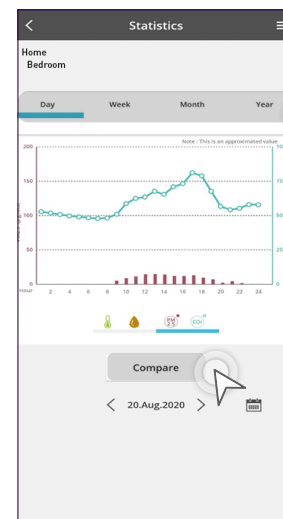 Statistics
Home
Bedroom
Day Week Month Year
Note : This is an approximated value
200
150
100
50
0
75
50
25
0
Hour 2 4 6 8 10 12 14 16 18 20 22 24
PM 2.5 CO₂
Compare
20.Aug.2020